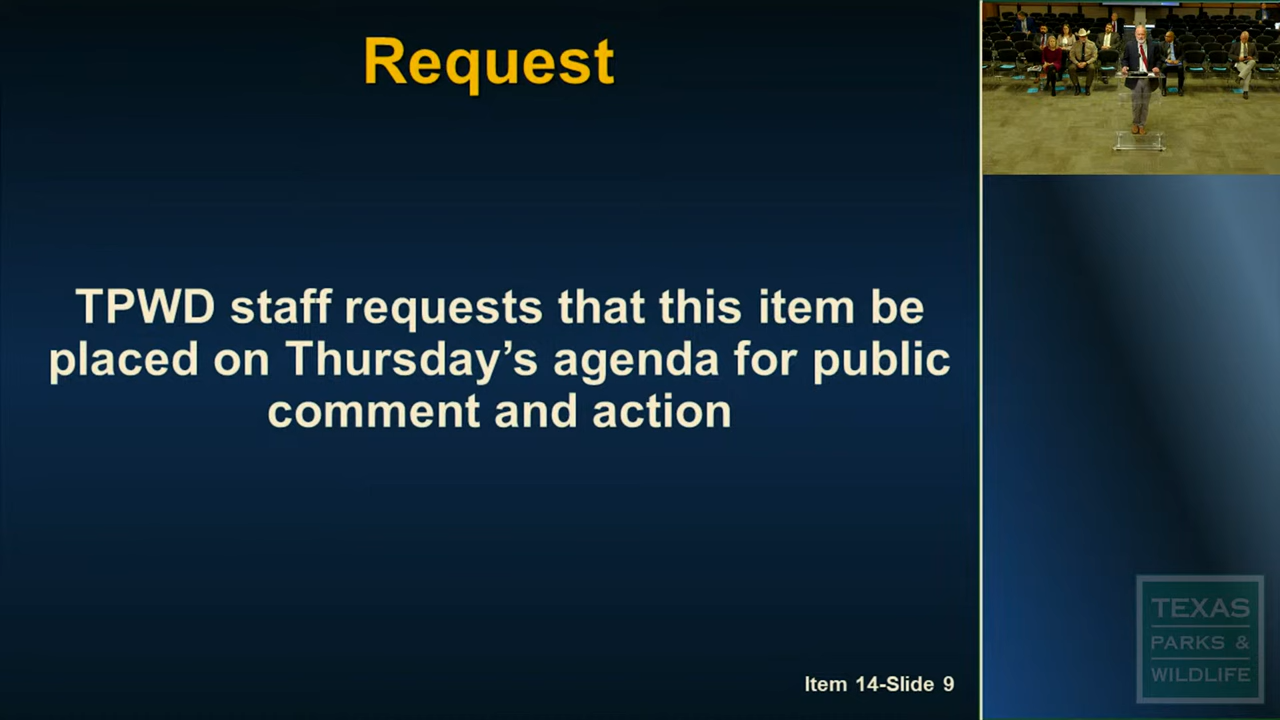 Request
TPWD staff requests that this item be
placed on Thursday’s agenda for public
comment and action
Item 14-Slide 9
TEXAS
PARKS &
WILDLIFE